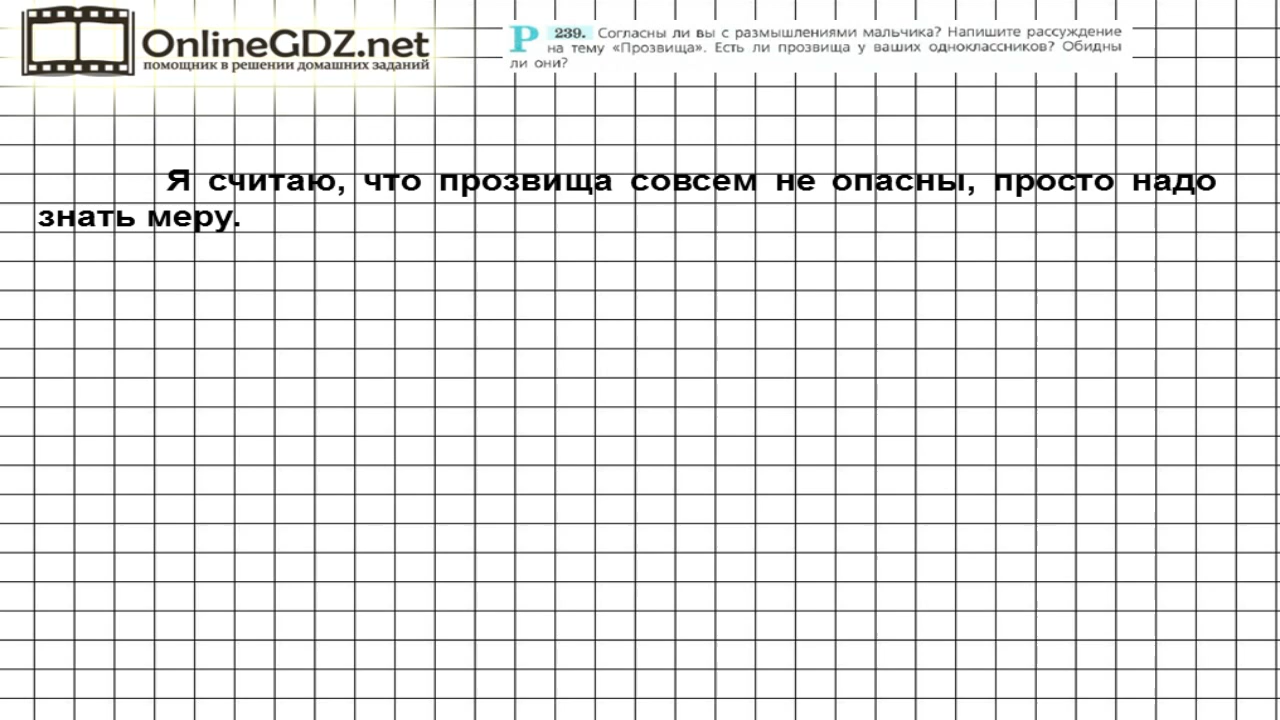 OnlineGDZ.net
помощник в решении домашних заданий
Р 239. Согласны ли вы с размышлениями мальчика? Напишите рассуждение
на тему «Прозвища». Есть ли прозвища у ваших одноклассников? Обидны
ли они?
Я считаю, что прозвища совсем не опасны, просто надо
знать меру.